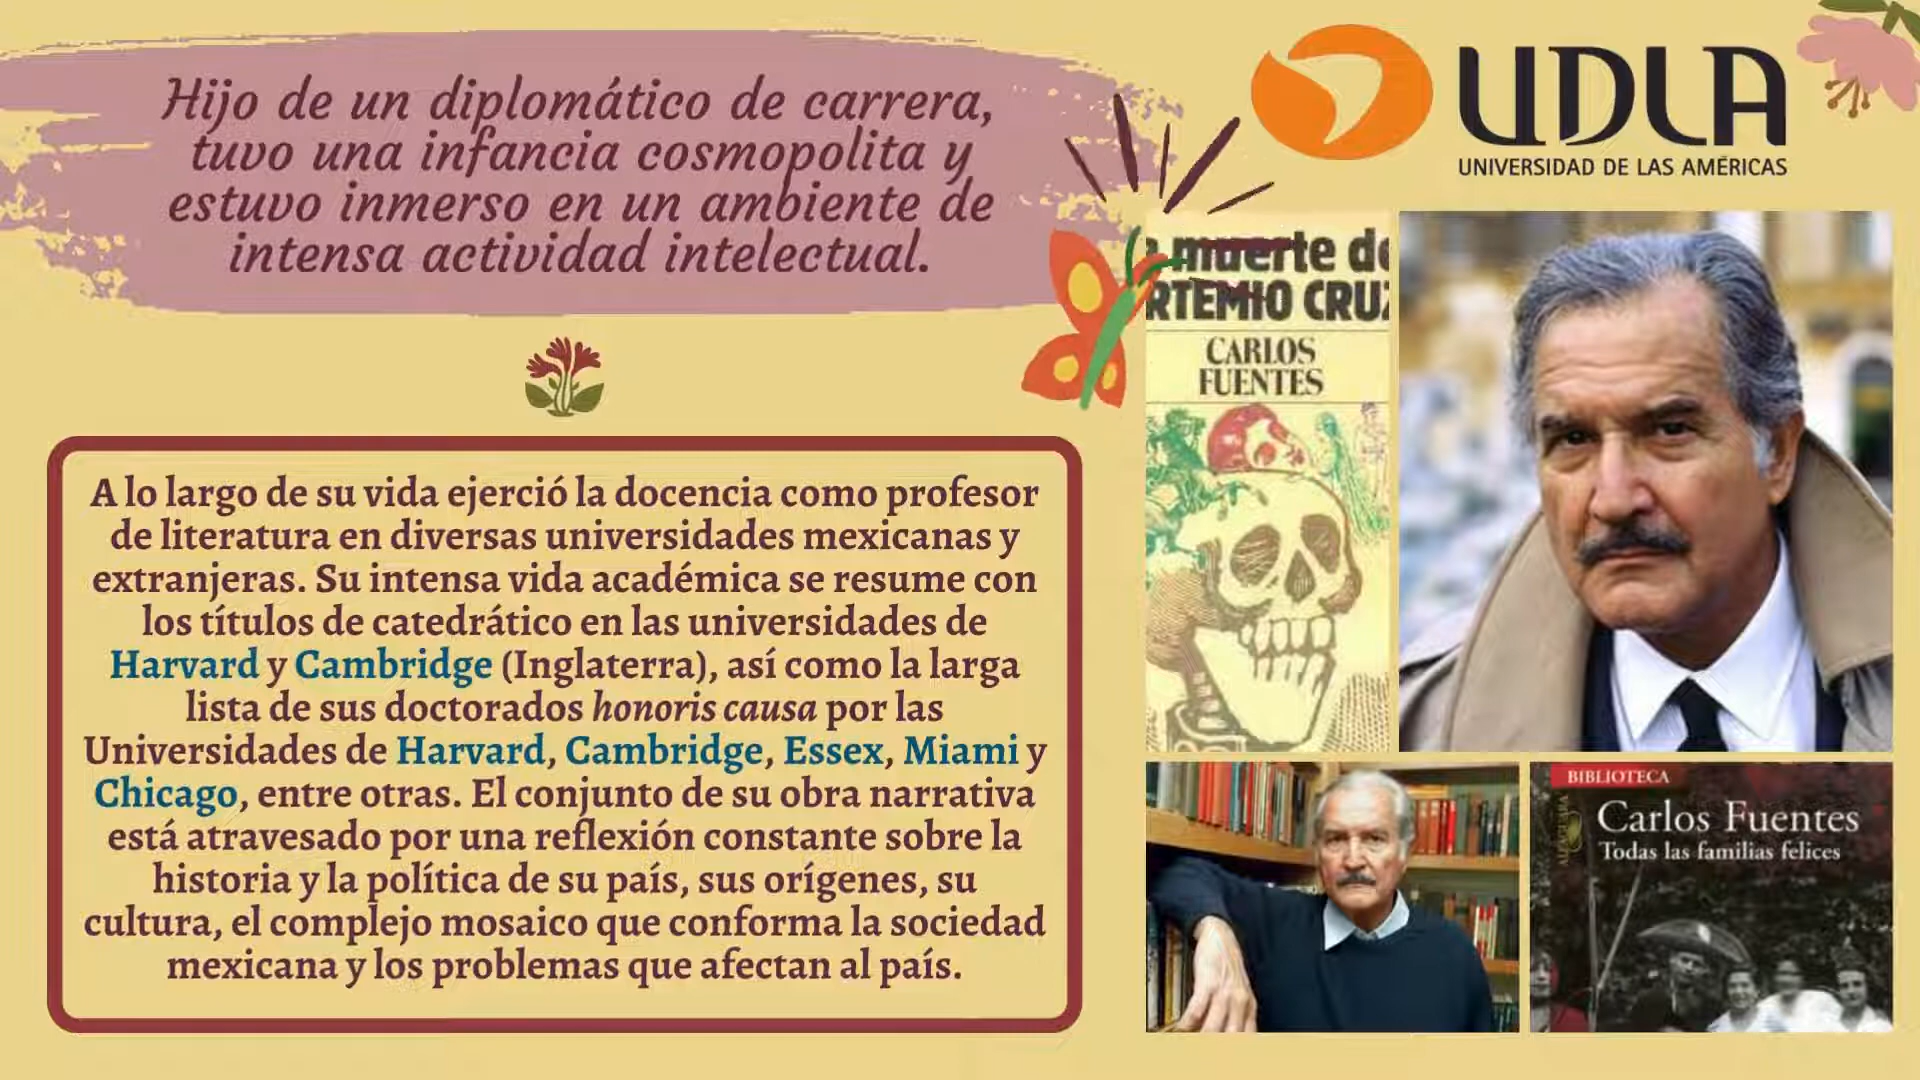 Hijo de un diplomático de carrera,
tuvo una infancia cosmopolita y
estuvo inmerso en un ambiente de
intensa actividad intelectual.
UDLA
UNIVERSIDAD DE LAS AMÉRICAS
muerte de
RTEMIO CRUZ
CARLOS
FUENTES
A lo largo de su vida ejerció la docencia como profesor
de literatura en diversas universidades mexicanas y
extranjeras. Su intensa vida académica se resume con
los títulos de catedrático en las universidades de
Harvard y Cambridge (Inglaterra), así como la larga
lista de sus doctorados honoris causa por las
Universidades de Harvard, Cambridge, Essex, Miami y
Chicago, entre otras. El conjunto de su obra narrativa
está atravesado por una reflexión constante sobre la
historia y la política de su país, sus orígenes, su
cultura, el complejo mosaico que conforma la sociedad
mexicana y los problemas que afectan al país.
BIBLIOTECA
Carlos Fuentes
Todas las familias felices